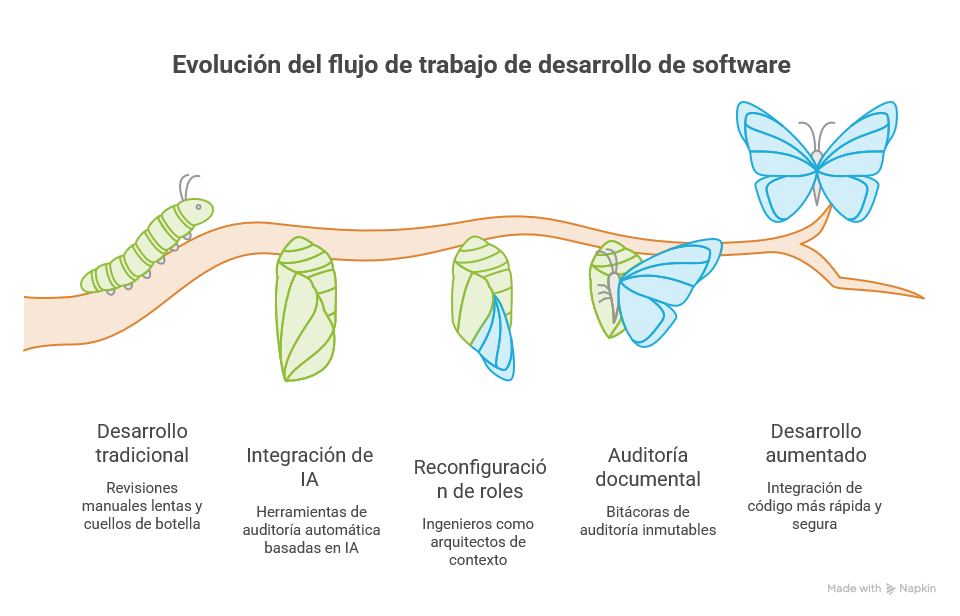 Evolución del flujo de trabajo de desarrollo de software
Desarrollo
tradicional
Revisiones
manuales lentas y
cuellos de botella
Integración de
IA
Herramientas de
auditoría automática
basadas en IA
Reconfiguració
n de roles
Ingenieros como
arquitectos de
contexto
Auditoría
documental
Bitácoras de
auditoría inmutables
Desarrollo
aumentado
Integración de
código más rápida y
segura
Made with Napkin